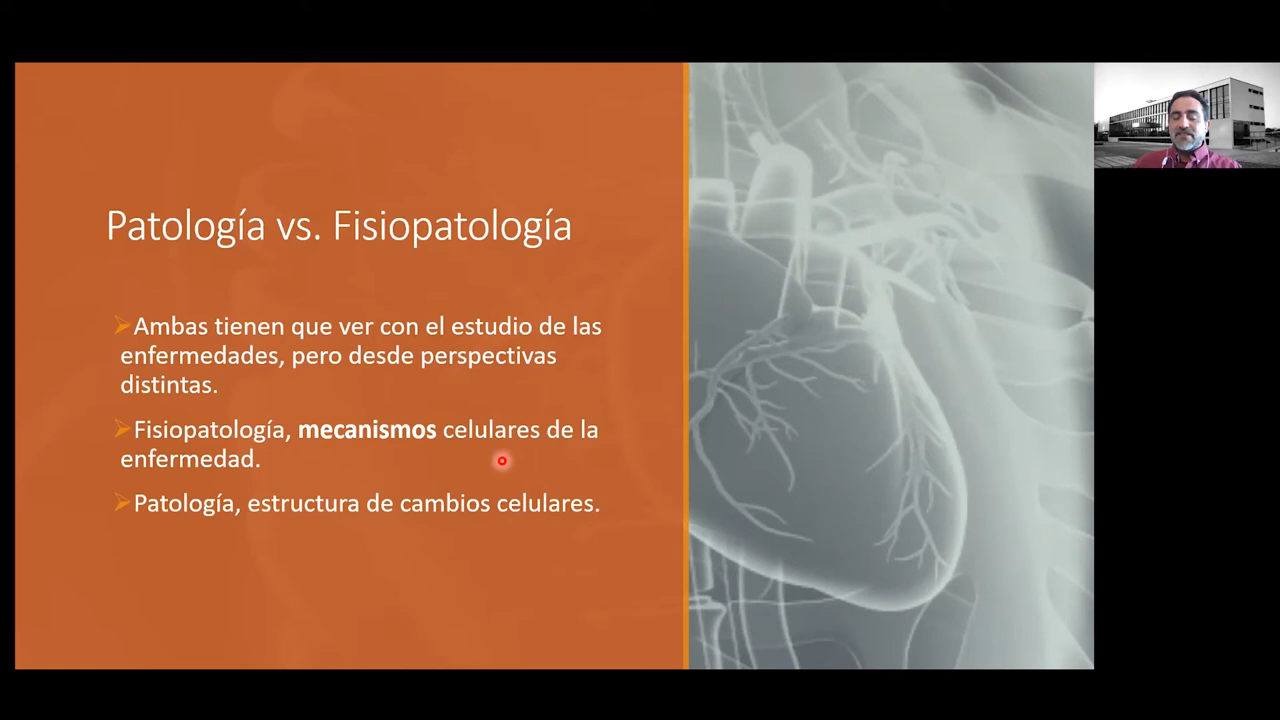 Patología vs. Fisiopatología
Ambas tienen que ver con el estudio de las
enfermedades, pero desde perspectivas
distintas.
Fisiopatología, mecanismos celulares de la
enfermedad.
Patología, estructura de cambios celulares.